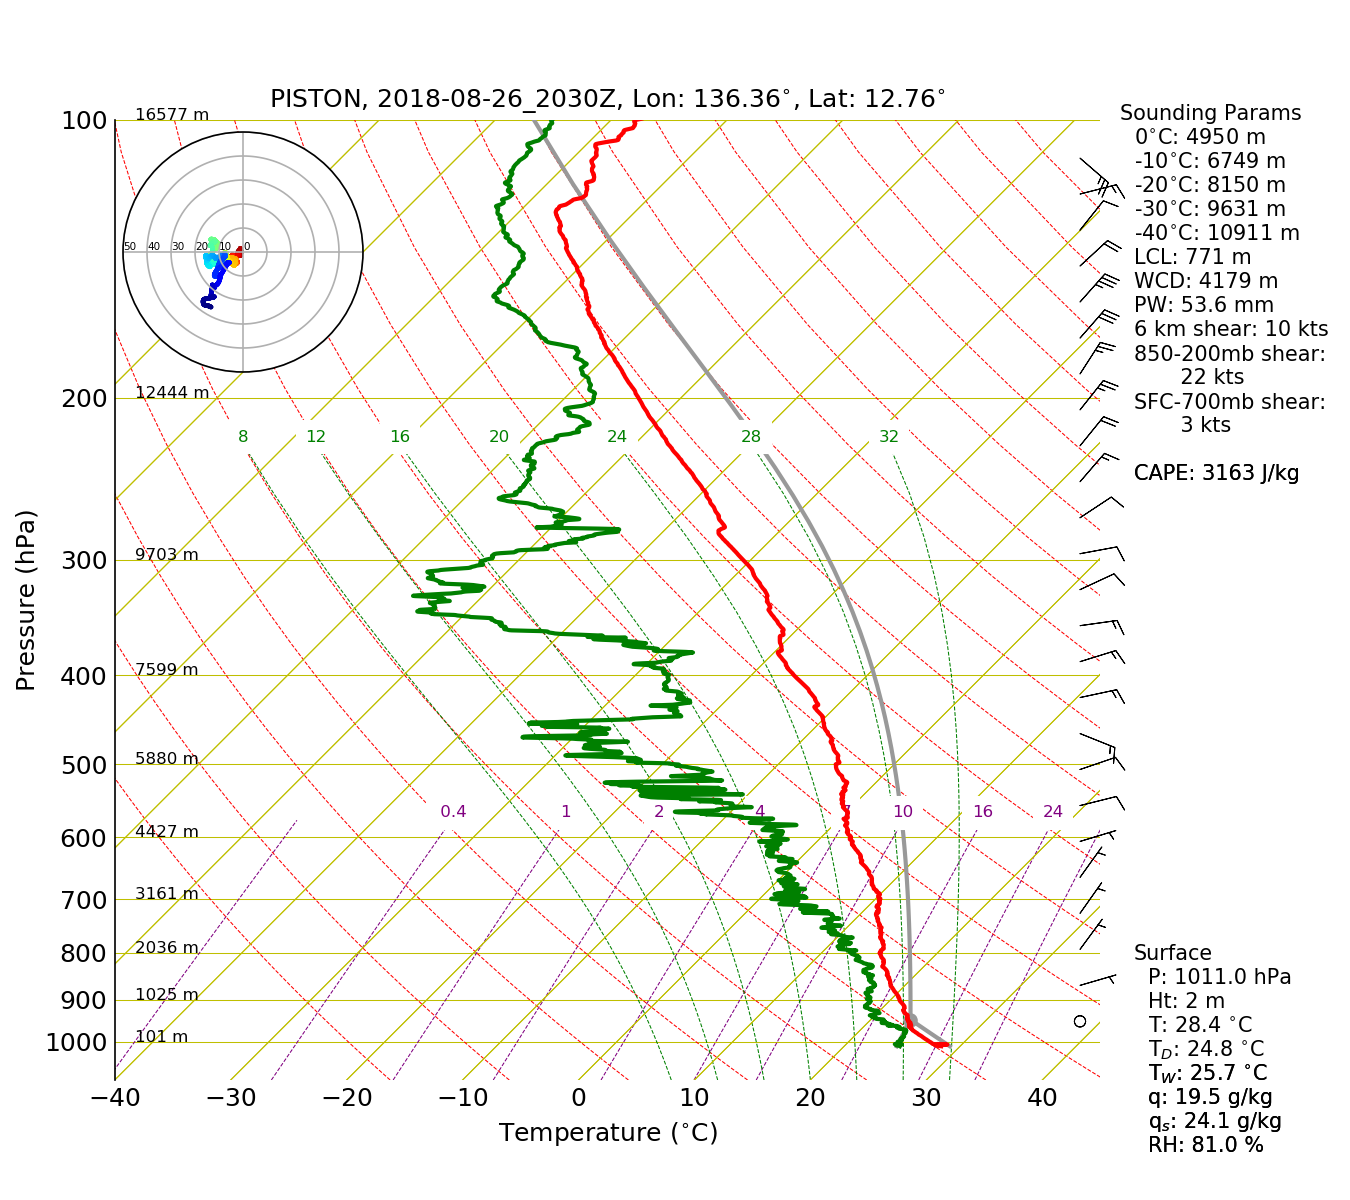 PISTON, 2018-08-26_2030Z, Lon: 136.36°, Lat: 12.76°
Sounding Params
0°C: 4950 m
-10°C: 6749 m
-20°C: 8150 m
-30°C: 9631 m
-40°C: 10911 m
LCL: 771 m
WCD: 4179 m
PW: 53.6 mm
6 km shear: 10 kts
850-200mb shear:
22 kts
SFC-700mb shear:
3 kts
CAPE: 3163 J/kg
Surface
P: 1011.0 hPa
Ht: 2 m
T: 28.4 °C
T_D: 24.8 °C
T_W: 25.7 °C
q: 19.5 g/kg
q_s: 24.1 g/kg
RH: 81.0 %
Pressure (hPa)
100
200
300
400
500
600
700
800
900
1000
16577 m
12444 m
9703 m
7599 m
5880 m
4427 m
3161 m
2036 m
1025 m
101 m
50 40 30 20 10 0
8 12 16 20 24 28 32
0.4 1 2 4 7 10 16 24
−40 −30 −20 −10 0 10 20 30 40
Temperature (°C)